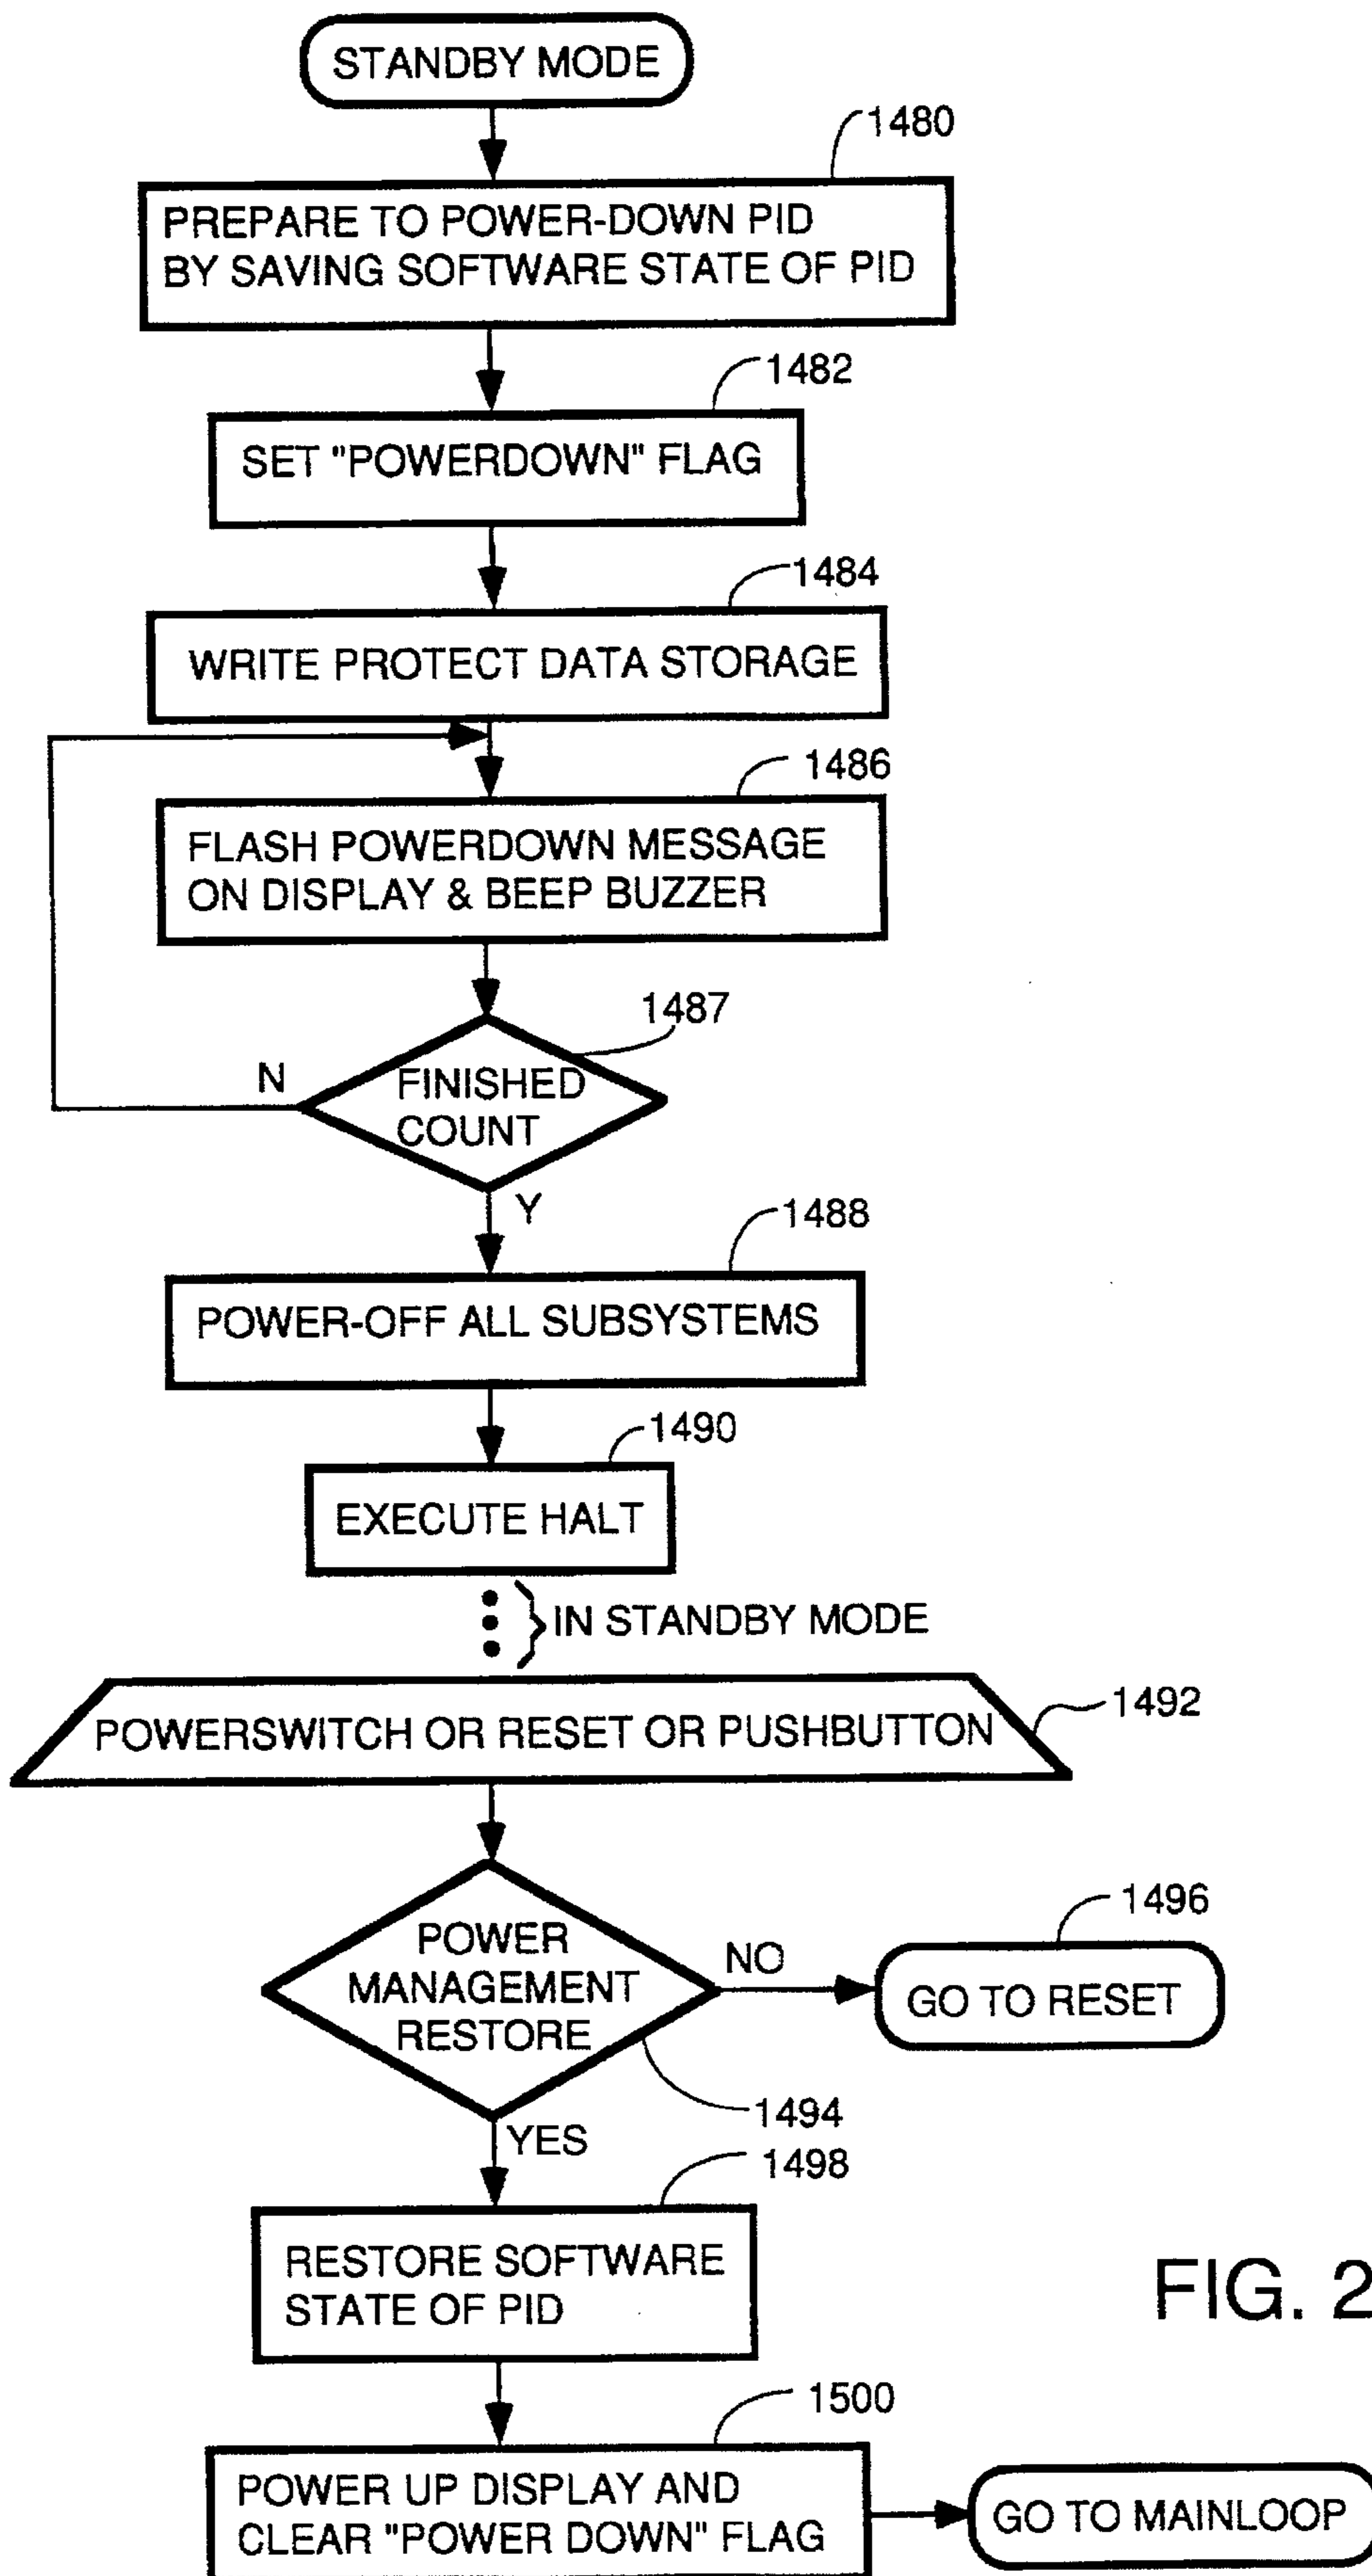 STANDBY MODE
1480
PREPARE TO POWER-DOWN PID
BY SAVING SOFTWARE STATE OF PID
1482
SET "POWERDOWN" FLAG
1484
WRITE PROTECT DATA STORAGE
1486
FLASH POWERDOWN MESSAGE
ON DISPLAY & BEEP BUZZER
1487
N
FINISHED
COUNT
Y
1488
POWER-OFF ALL SUBSYSTEMS
1490
EXECUTE HALT
IN STANDBY MODE
1492
POWERSWITCH OR RESET OR PUSHBUTTON
1496
POWER
MANAGEMENT
RESTORE
NO
GO TO RESET
1494
YES
1498
RESTORE SOFTWARE
STATE OF PID
FIG. 2
1500
POWER UP DISPLAY AND
CLEAR "POWER DOWN" FLAG
GO TO MAINLOOP